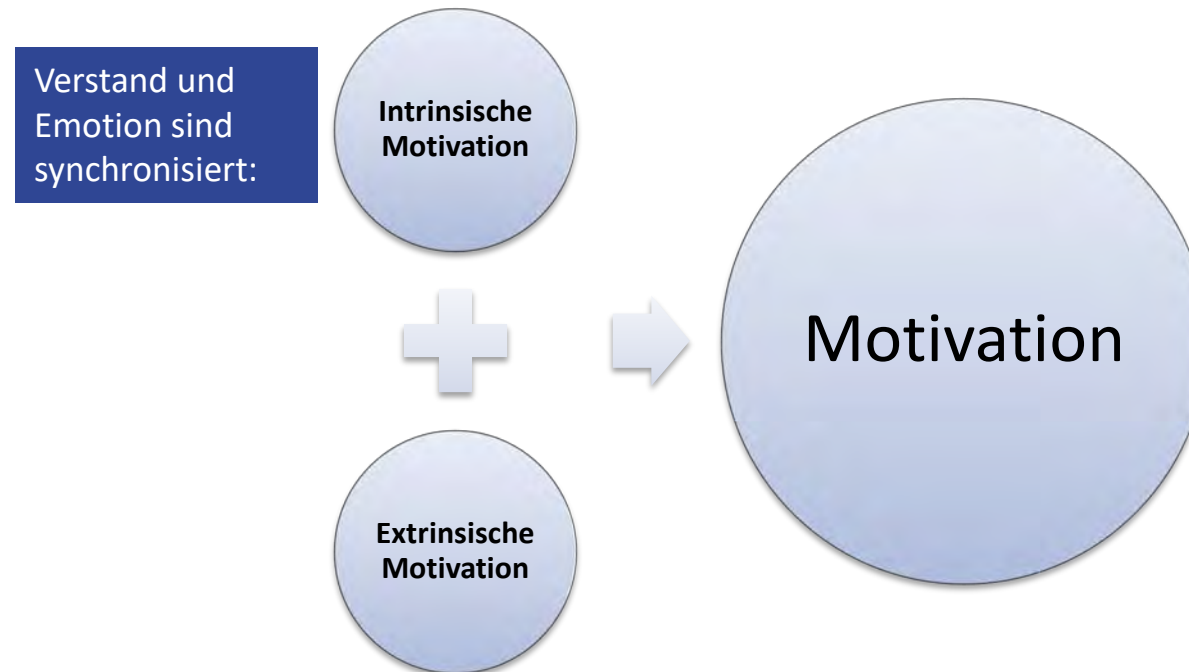 Verstand und
Emotion sind
synchronisiert:
Intrinsische
Motivation
Extrinsische
Motivation
Motivation